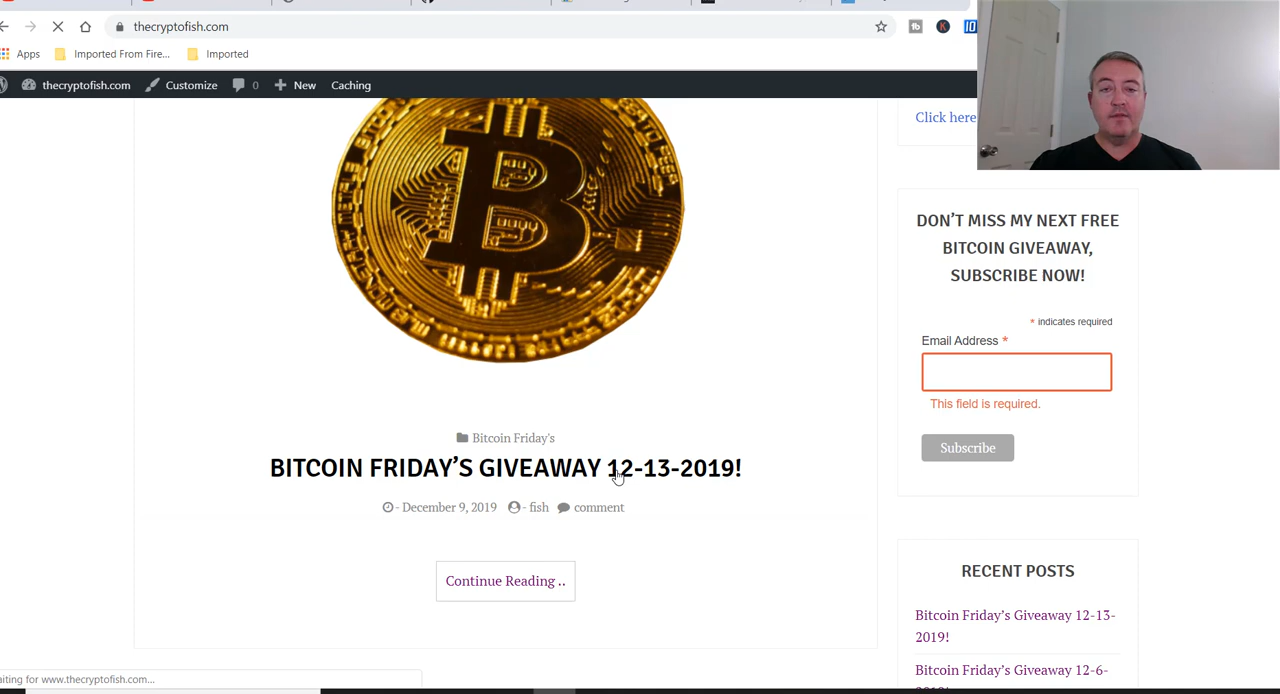 thecryptofish.com
Apps Imported From Fire... Imported
thecryptofish.com Customize 0 New Caching
Click here
DON'T MISS MY NEXT FREE
BITCOIN GIVEAWAY,
SUBSCRIBE NOW!
* indicates required
Email Address *
This field is required.
Subscribe
Bitcoin Friday's
BITCOIN FRIDAY'S GIVEAWAY 12-13-2019!
- December 9, 2019 - fish comment
Continue Reading ..
RECENT POSTS
Bitcoin Friday's Giveaway 12-13-
2019!
Bitcoin Friday's Giveaway 12-6-
2019!
aiting for www.thecryptofish.com...